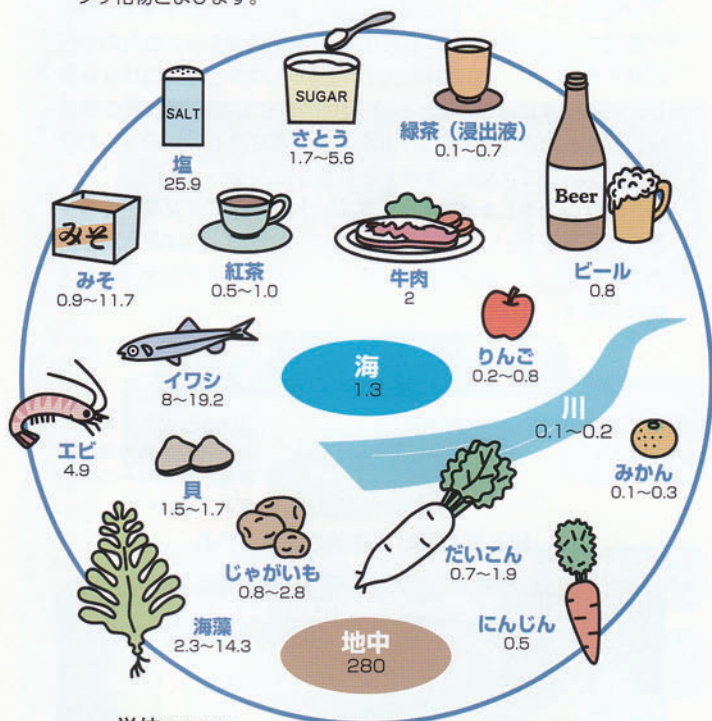 SALT
塩
25.9
SUGAR
さとう
1.7〜5.6
緑茶（浸出液）
0.1〜0.7
Beer
ビール
0.8
みそ
みそ
0.9〜11.7
紅茶
0.5〜1.0
牛肉
2
りんご
0.2〜0.8
イワシ
8〜19.2
海
1.3
川
0.1〜0.2
エビ
4.9
貝
1.5〜1.7
みかん
0.1〜0.3
じゃがいも
0.8〜2.8
だいこん
0.7〜1.9
海藻
2.3〜14.3
地中
280
にんじん
0.5